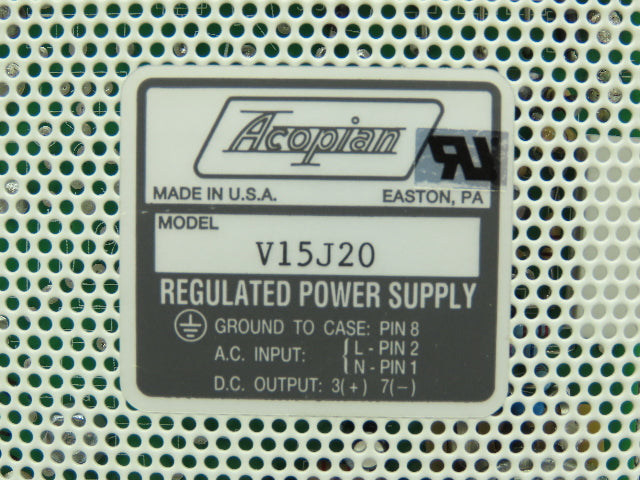 Acopian
RU
MADE IN U.S.A. EASTON, PA
MODEL
V15J20
REGULATED POWER SUPPLY
GROUND TO CASE: PIN 8
A.C. INPUT: { L - PIN 2
N - PIN 1
D.C. OUTPUT: 3(+) 7(-)